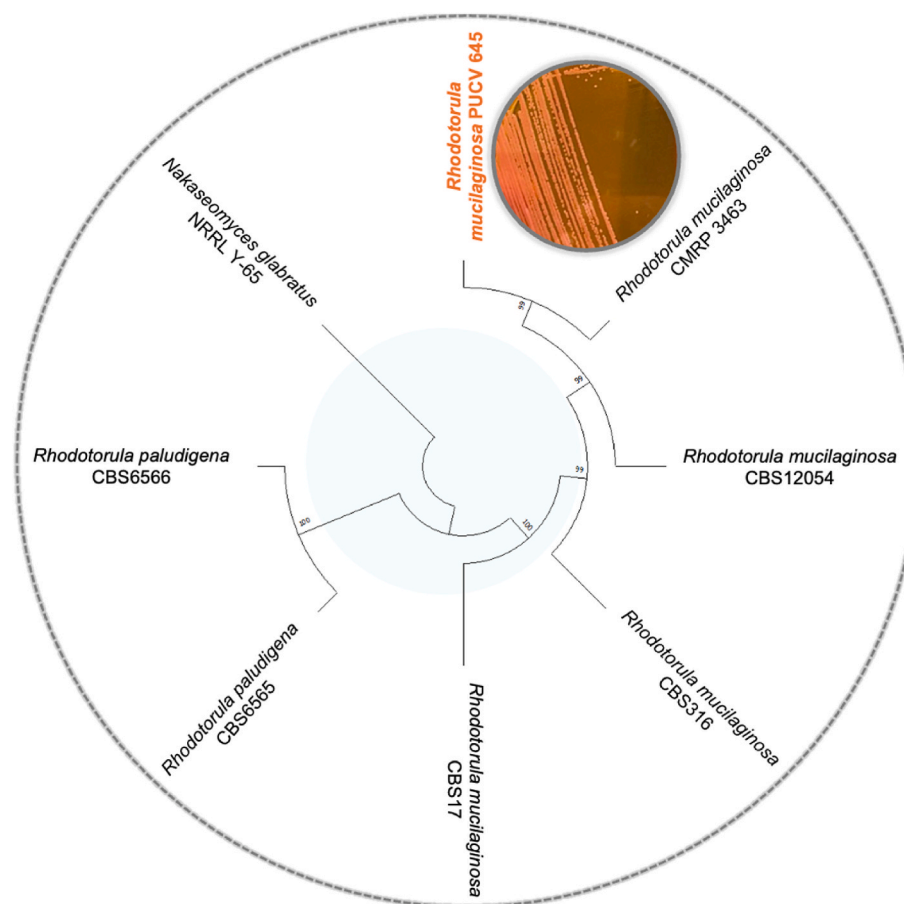 Rhodotorula
mucilaginosa PUCV 645
Rhodotorula mucilaginosa
CMRP 3463
Nakaseomyces glabratus
NRRL Y-65
99
99
Rhodotorula paludigena
CBS6566
Rhodotorula mucilaginosa
CBS12054
99
100
100
Rhodotorula paludigena
CBS6565
Rhodotorula mucilaginosa
CBS17
Rhodotorula mucilaginosa
CBS316